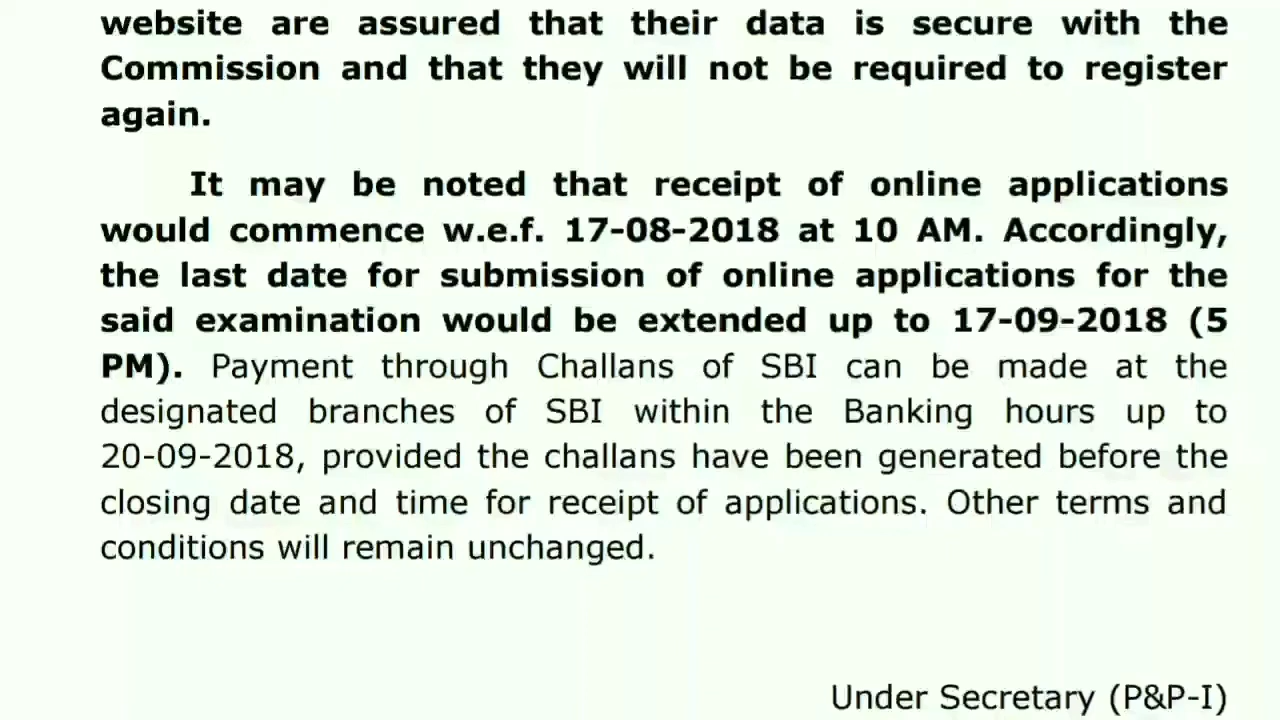 website are assured that their data is secure with the
Commission and that they will not be required to register
again.
It may be noted that receipt of online applications
would commence w.e.f. 17-08-2018 at 10 AM. Accordingly,
the last date for submission of online applications for the
said examination would be extended up to 17-09-2018 (5
PM). Payment through Challans of SBI can be made at the
designated branches of SBI within the Banking hours up to
20-09-2018, provided the challans have been generated before the
closing date and time for receipt of applications. Other terms and
conditions will remain unchanged.
Under Secretary (P&P-I)